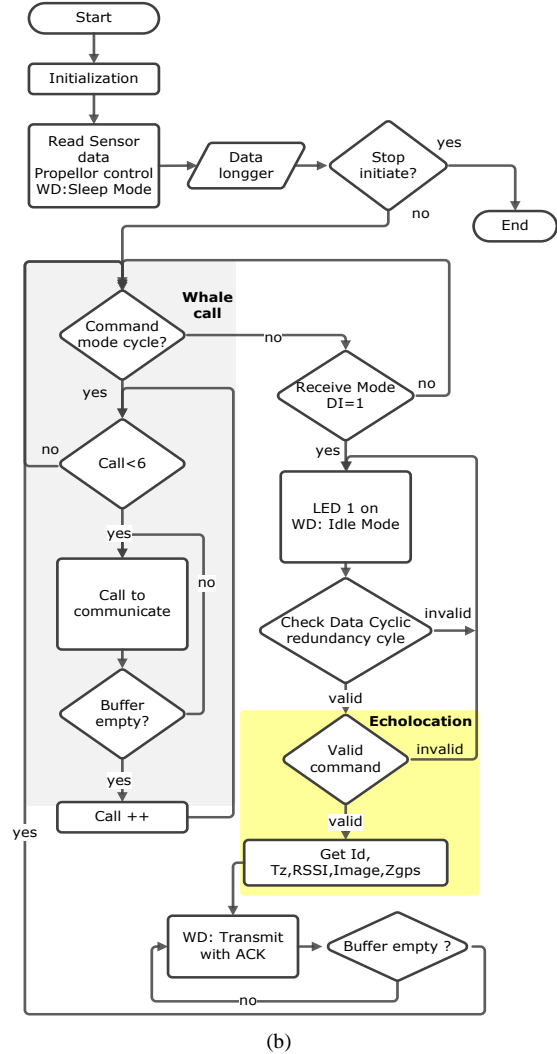 Start
Initialization
Read Sensor
data
Propellor control
WD:Sleep Mode
Data
longger
Stop
initiate?
yes
no
End
Whale
call
Command
mode cycle?
no
Receive Mode
DI=1
no
yes
no
Call<6
yes
LED 1 on
WD: Idle Mode
yes
no
Call to
communicate
Check Data Cyclic
redundancy cyle
invalid
valid
Buffer
empty?
Echolocation
Valid
command
invalid
yes
valid
Call ++
yes
Get Id,
Tz,RSSI,Image,Zgps
WD: Transmit
with ACK
Buffer empty ?
no
(b)